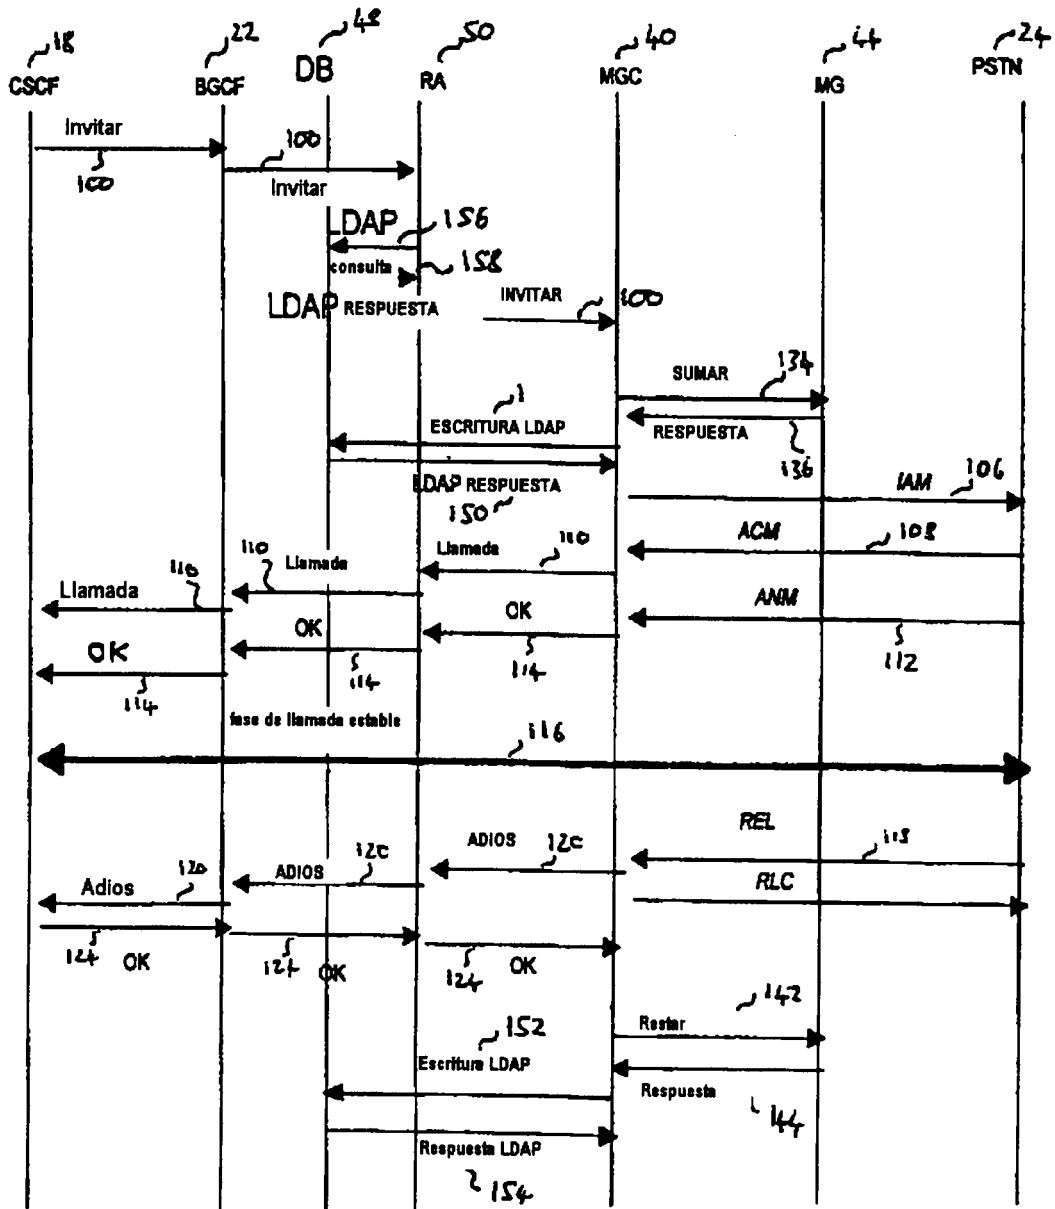 18 22 48 50 40 44 24
CSCF BGCF DB RA MGC MG PSTN
Invitar
100
100
Invitar
LDAP 156
consulta 158
LDAP RESPUESTA
INVITAR 100
SUMAR 134
1
ESCRITURA LDAP
RESPUESTA
136
LDAP RESPUESTA
150
IAM 106
ACM 108
Llamada 110
110 Llamada
Llamada 110
ANM
112
OK
114
OK
114
OK
114
fase de llamada estable
116
REL
118
ADIOS 120
ADIOS 120
Adios 120
RLC
124 OK
124 OK
124 OK
142
Restar
152
Escritura LDAP
Respuesta
144
Respuesta LDAP
154